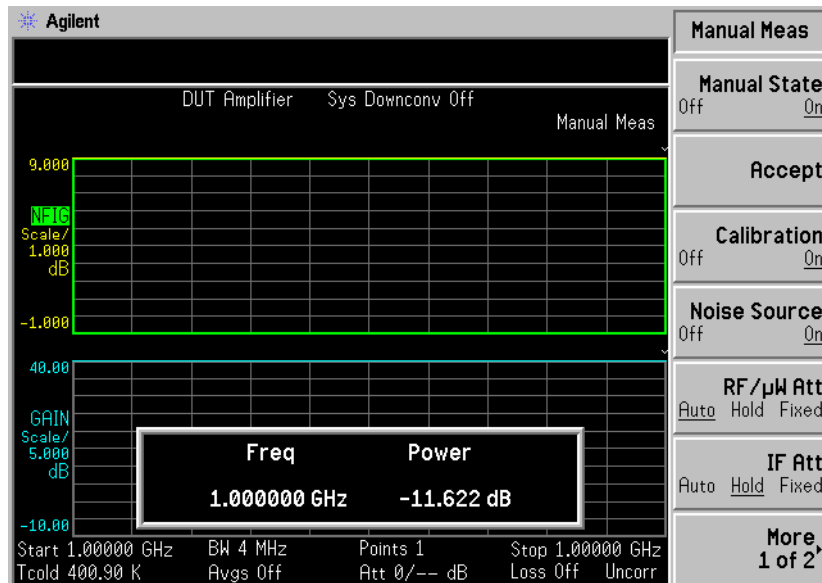 Agilent
DUT Amplifier Sys Downconv Off
Manual Meas
9.000
NFIG
Scale/
1.000
dB
-1.000
40.00
GAIN
Scale/
5.000
dB
-10.00
Freq Power
1.000000 GHz -11.622 dB
Start 1.00000 GHz BW 4 MHz Points 1 Stop 1.00000 GHz
Tcold 400.90 K Avgs Off Att 0/-- dB Loss Off Uncorr
Manual Meas
Manual State
Off On
Accept
Calibration
Off On
Noise Source
Off On
RF/µW Att
Auto Hold Fixed
IF Att
Auto Hold Fixed
More
1 of 2